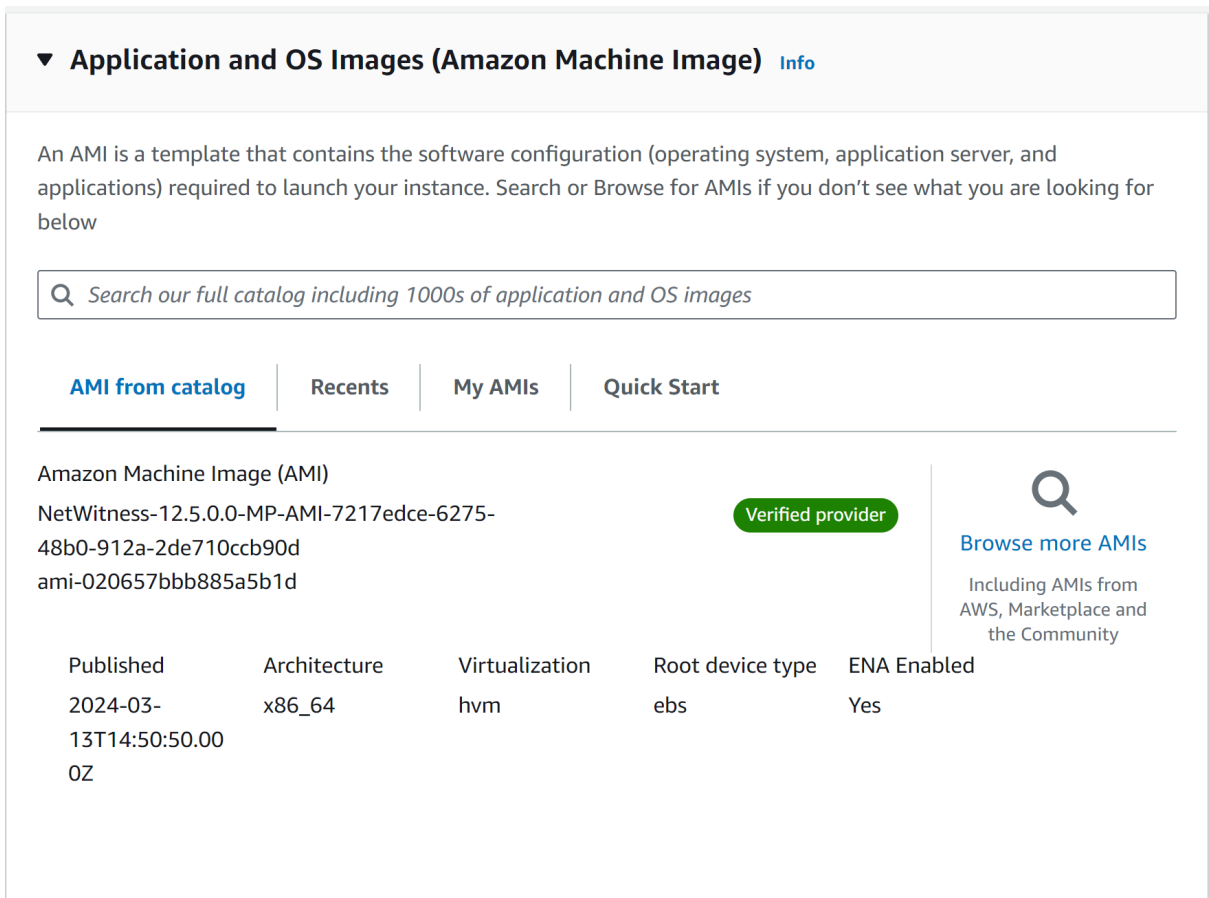 Application and OS Images (Amazon Machine Image) Info
An AMI is a template that contains the software configuration (operating system, application server, and
applications) required to launch your instance. Search or Browse for AMIs if you don’t see what you are looking for
below
Search our full catalog including 1000s of application and OS images
AMI from catalog Recents My AMIs Quick Start
Amazon Machine Image (AMI)
NetWitness-12.5.0.0-MP-AMI-7217edce-6275-
48b0-912a-2de710ccb90d
ami-020657bbb885a5b1d
Verified provider
Browse more AMIs
Including AMIs from
AWS, Marketplace and
the Community
Published Architecture Virtualization Root device type ENA Enabled
2024-03- x86_64 hvm ebs Yes
13T14:50:50.00
0Z